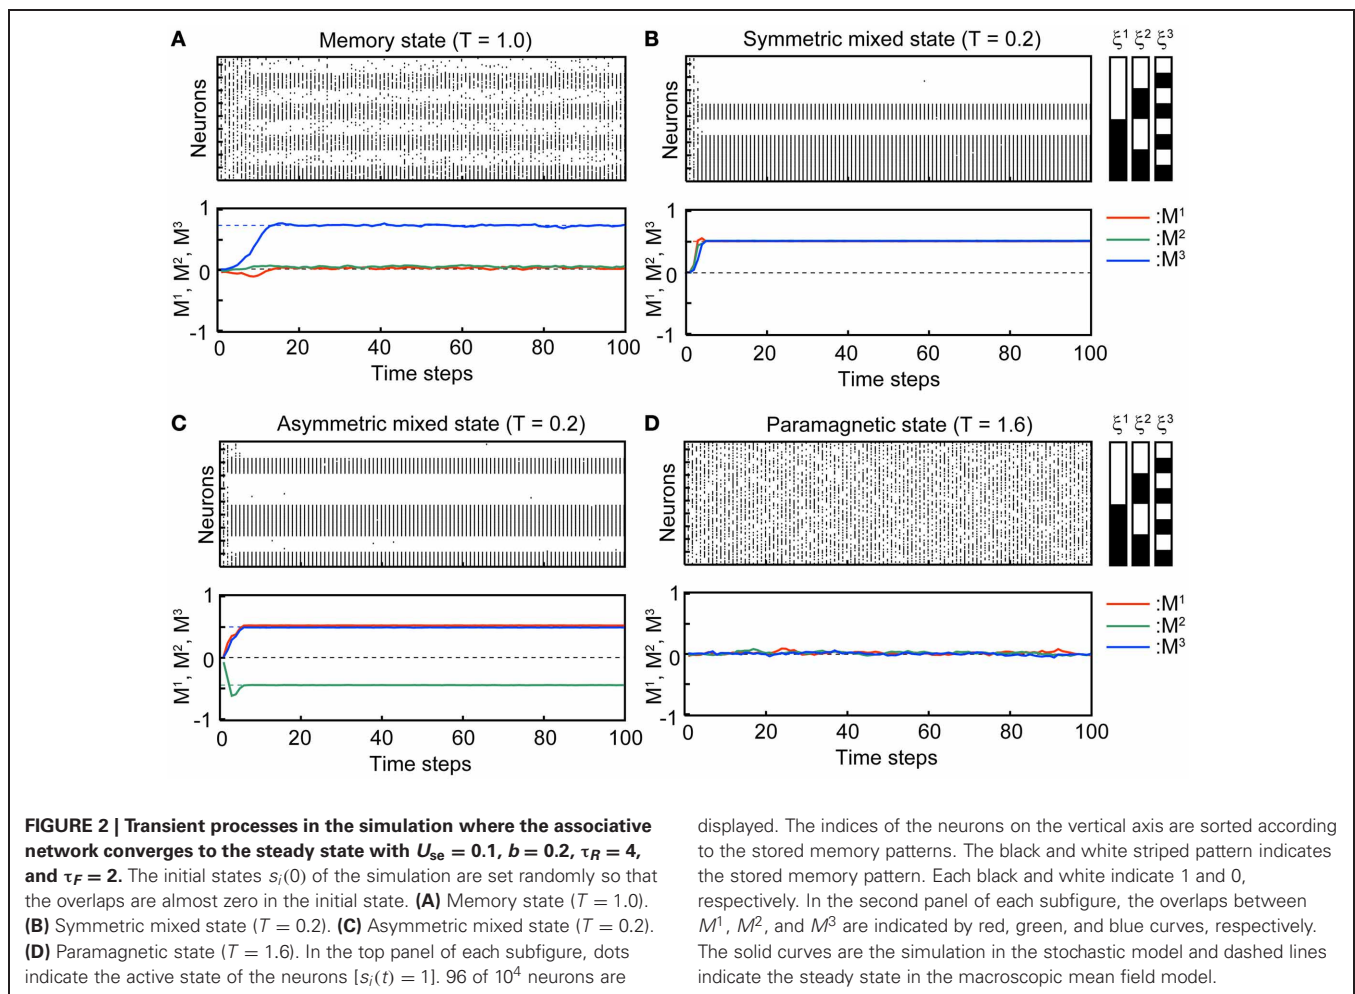 A
Memory state (T = 1.0)
Neurons
1
0
-1
M¹, M², M³
0 20 40 60 80 100
Time steps
B
Symmetric mixed state (T = 0.2)
ξ¹ ξ² ξ³
Neurons
1
0
-1
M¹, M², M³
:M¹
:M²
:M³
0 20 40 60 80 100
Time steps
C
Asymmetric mixed state (T = 0.2)
Neurons
1
0
-1
M¹, M², M³
0 20 40 60 80 100
Time steps
D
Paramagnetic state (T = 1.6)
ξ¹ ξ² ξ³
Neurons
1
0
-1
M¹, M², M³
:M¹
:M²
:M³
0 20 40 60 80 100
Time steps
FIGURE 2 | Transient processes in the simulation where the associative
network converges to the steady state with Use = 0.1, b = 0.2, τR = 4,
and τF = 2. The initial states si(0) of the simulation are set randomly so that
the overlaps are almost zero in the initial state. (A) Memory state (T = 1.0).
(B) Symmetric mixed state (T = 0.2). (C) Asymmetric mixed state (T = 0.2).
(D) Paramagnetic state (T = 1.6). In the top panel of each subfigure, dots
indicate the active state of the neurons [si(t) = 1]. 96 of 10⁴ neurons are
displayed. The indices of the neurons on the vertical axis are sorted according
to the stored memory patterns. The black and white striped pattern indicates
the stored memory pattern. Each black and white indicate 1 and 0,
respectively. In the second panel of each subfigure, the overlaps between
M¹, M², and M³ are indicated by red, green, and blue curves, respectively.
The solid curves are the simulation in the stochastic model and dashed lines
indicate the steady state in the macroscopic mean field model.